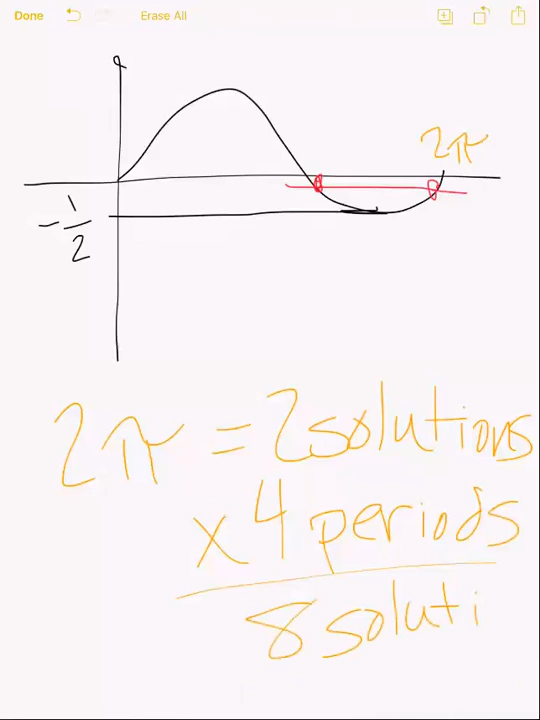 Done Erase All
2π
-1/2
2π = 2 solutions
x 4 periods
8 soluti